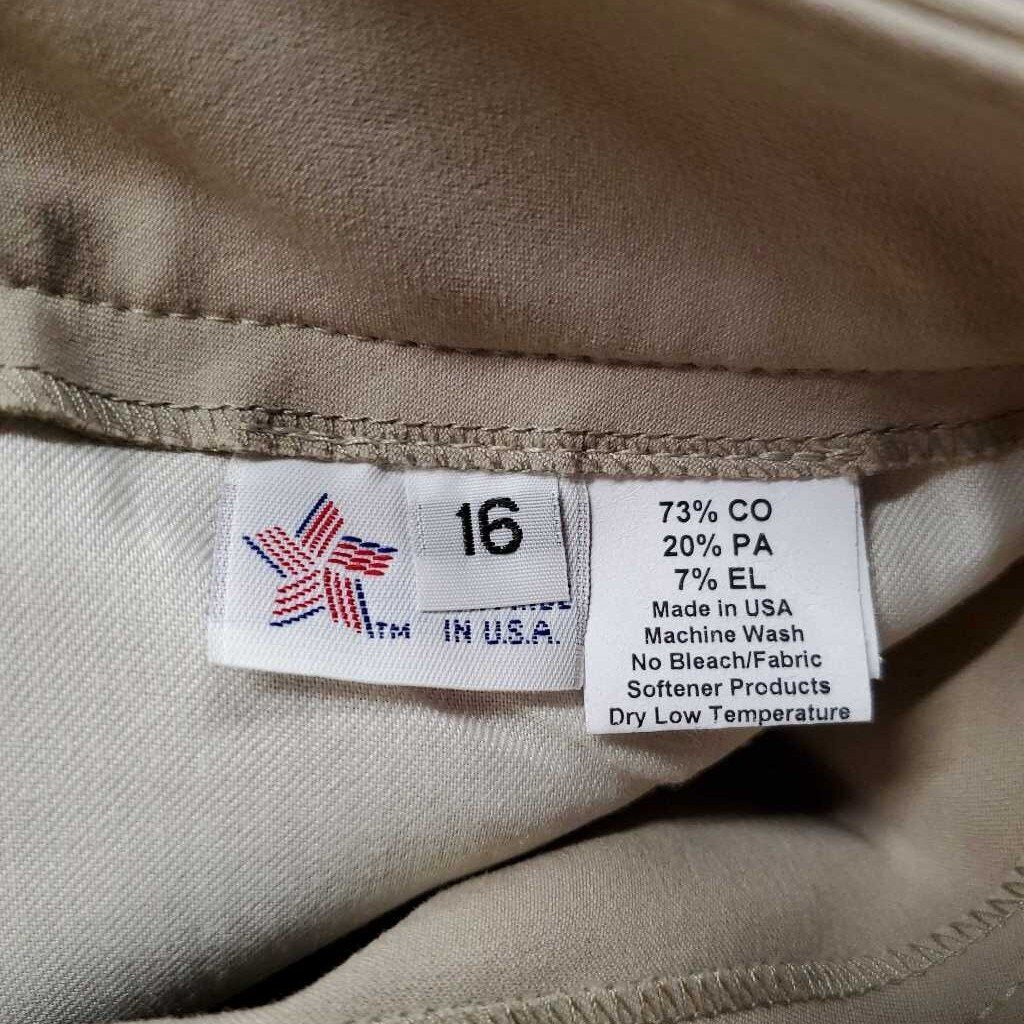 16
TM
IN U.S.A.
73% CO
20% PA
7% EL
Made in USA
Machine Wash
No Bleach/Fabric
Softener Products
Dry Low Temperature